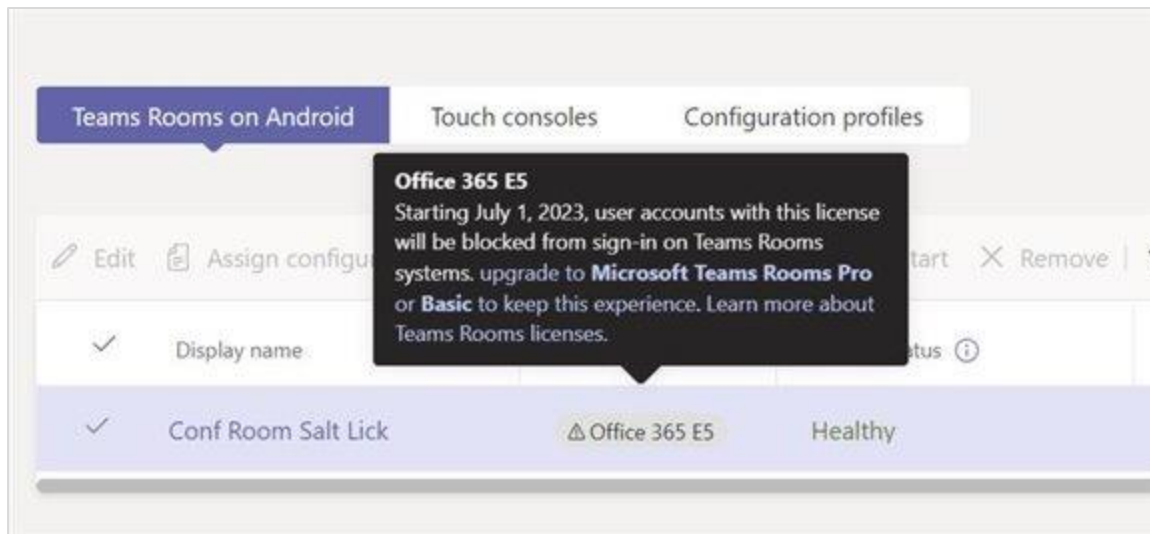 Teams Rooms on Android Touch consoles Configuration profiles
Office 365 E5
Starting July 1, 2023, user accounts with this license
will be blocked from sign-in on Teams Rooms
systems. upgrade to Microsoft Teams Rooms Pro
or Basic to keep this experience. Learn more about
Teams Rooms licenses.
Edit Assign configu tart Remove
Display name atus
Conf Room Salt Lick Office 365 E5 Healthy